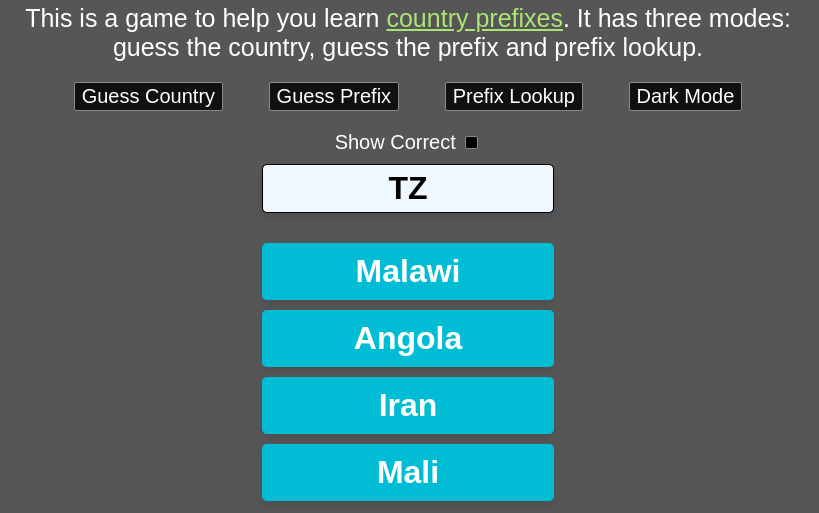 This is a game to help you learn country prefixes. It has three modes:
guess the country, guess the prefix and prefix lookup.
Guess Country Guess Prefix Prefix Lookup Dark Mode
Show Correct
TZ
Malawi
Angola
Iran
Mali